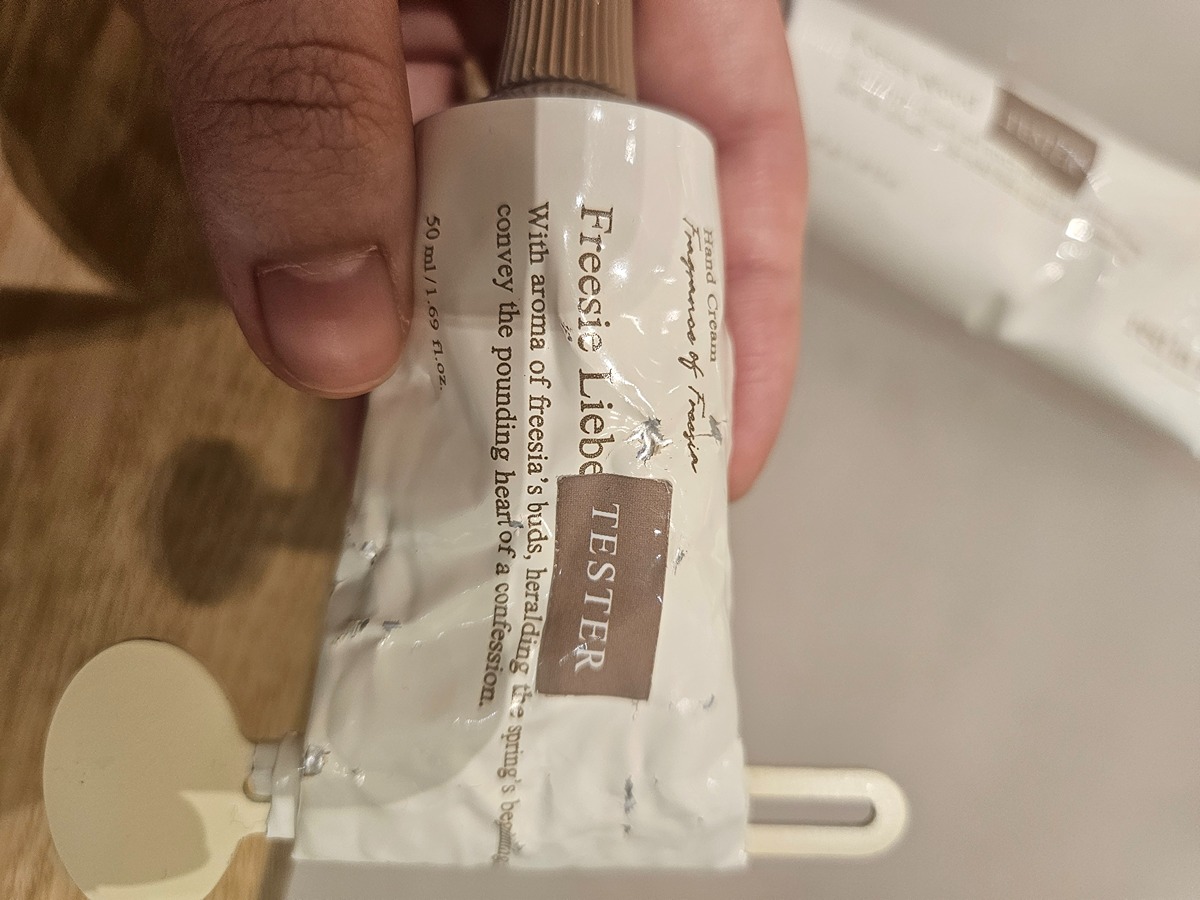 Hand Cream
Fragrance of Freesia
Freesie Liebe
TESTER
With aroma of freesia's buds, heralding the spring's
convey the pounding heart of a confession.
50 ml/1.69 fl.oz.